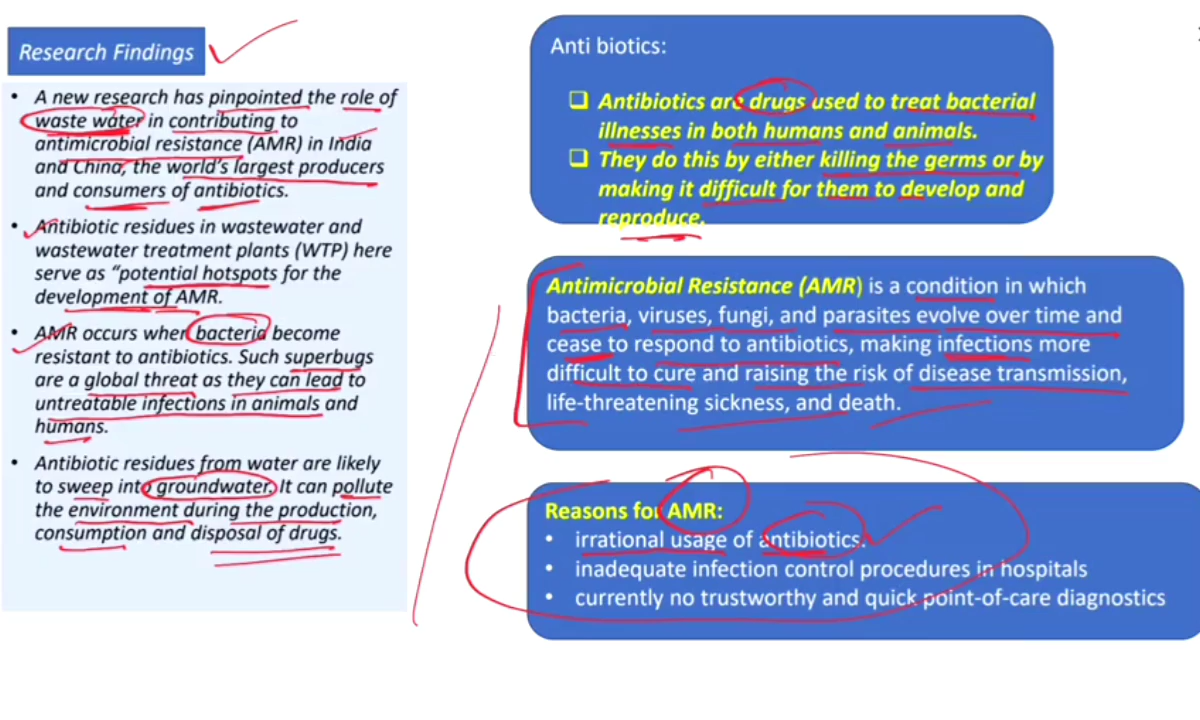 Research Findings
• A new research has pinpointed the role of
waste water in contributing to
antimicrobial resistance (AMR) in India
and China, the world's largest producers
and consumers of antibiotics.
• Antibiotic residues in wastewater and
wastewater treatment plants (WTP) here
serve as "potential hotspots for the
development of AMR.
• AMR occurs when bacteria become
resistant to antibiotics. Such superbugs
are a global threat as they can lead to
untreatable infections in animals and
humans.
• Antibiotic residues from water are likely
to sweep into groundwater. It can pollute
the environment during the production,
consumption and disposal of drugs.
Anti biotics:
❑ Antibiotics are drugs used to treat bacterial
illnesses in both humans and animals.
❑ They do this by either killing the germs or by
making it difficult for them to develop and
reproduce.
Antimicrobial Resistance (AMR) is a condition in which
bacteria, viruses, fungi, and parasites evolve over time and
cease to respond to antibiotics, making infections more
difficult to cure and raising the risk of disease transmission,
life-threatening sickness, and death.
Reasons for AMR:
• irrational usage of antibiotics.
• inadequate infection control procedures in hospitals
• currently no trustworthy and quick point-of-care diagnostics